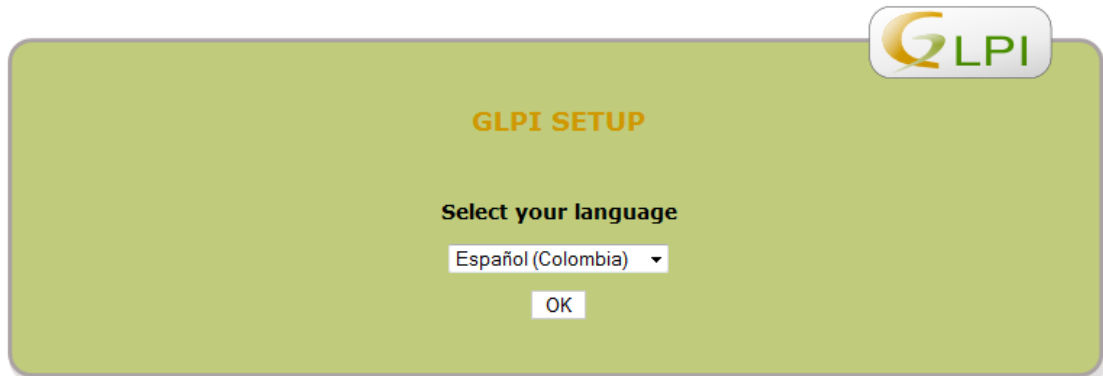 GLPI
GLPI SETUP
Select your language
Español (Colombia)
OK